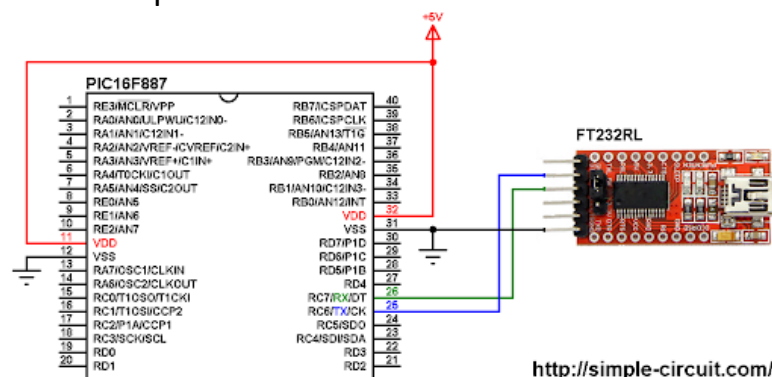 +5V
PIC16F887
FT232RL
1 RE3/MCLR/VPP
2 RA0/AN0/ULPWU/C12IN0-
3 RA1/AN1/C12IN1-
4 RA2/AN2/VREF-/CVREF/C2IN+
5 RA3/AN3/VREF+/C1IN+
6 RA4/T0CKI/C1OUT
7 RA5/AN4/SS/C2OUT
8 RE0/AN5
9 RE1/AN6
10 RE2/AN7
11 VDD
12 VSS
13 RA7/OSC1/CLKIN
14 RA6/OSC2/CLKOUT
15 RC0/T1OSO/T1CKI
16 RC1/T1OSI/CCP2
17 RC2/P1A/CCP1
18 RC3/SCK/SCL
19 RD0
20 RD1
RB7/ICSPDAT 40
RB6/ICSPCLK 39
RB5/AN13/T1G 38
RB4/AN11 37
RB3/AN9/PGM/C12IN2- 36
RB2/AN8 35
RB1/AN10/C12IN3- 34
RB0/AN12/INT 33
VDD 32
VSS 31
RD7/P1D 30
RD6/P1C 29
RD5/P1B 28
RD4 27
RC7/RX/DT 26
RC6/TX/CK 25
RC5/SDO 24
RC4/SDI/SDA 23
RD3 22
RD2 21
http://simple-circuit.com/